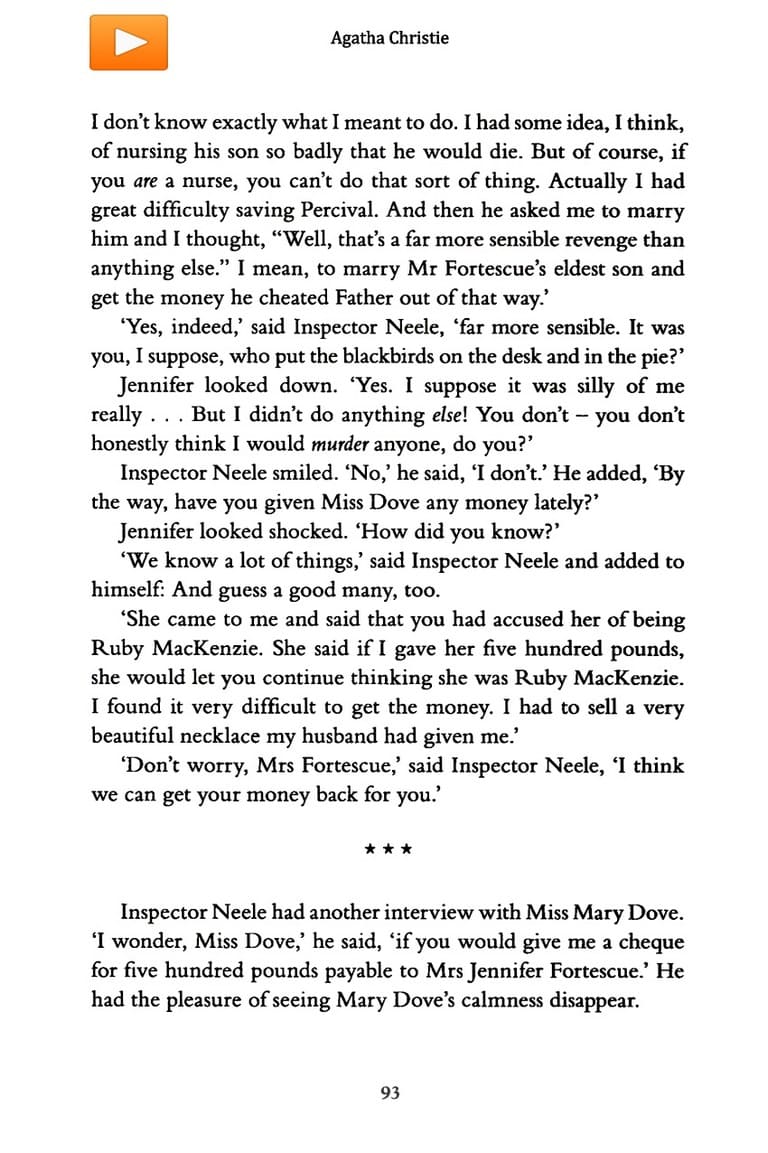 Agatha Christie
I don’t know exactly what I meant to do. I had some idea, I think,
of nursing his son so badly that he would die. But of course, if
you are a nurse, you can’t do that sort of thing. Actually I had
great difficulty saving Percival. And then he asked me to marry
him and I thought, “Well, that’s a far more sensible revenge than
anything else.” I mean, to marry Mr Fortescue’s eldest son and
get the money he cheated Father out of that way.’
‘Yes, indeed,’ said Inspector Neele, ‘far more sensible. It was
you, I suppose, who put the blackbirds on the desk and in the pie?’
Jennifer looked down. ‘Yes. I suppose it was silly of me
really . . . But I didn’t do anything else! You don’t – you don’t
honestly think I would murder anyone, do you?’
Inspector Neele smiled. ‘No,’ he said, ‘I don’t.’ He added, ‘By
the way, have you given Miss Dove any money lately?’
Jennifer looked shocked. ‘How did you know?’
‘We know a lot of things,’ said Inspector Neele and added to
himself: And guess a good many, too.
‘She came to me and said that you had accused her of being
Ruby MacKenzie. She said if I gave her five hundred pounds,
she would let you continue thinking she was Ruby MacKenzie.
I found it very difficult to get the money. I had to sell a very
beautiful necklace my husband had given me.’
‘Don’t worry, Mrs Fortescue,’ said Inspector Neele, ‘I think
we can get your money back for you.’
★ ★ ★
Inspector Neele had another interview with Miss Mary Dove.
‘I wonder, Miss Dove,’ he said, ‘if you would give me a cheque
for five hundred pounds payable to Mrs Jennifer Fortescue.’ He
had the pleasure of seeing Mary Dove’s calmness disappear.
93